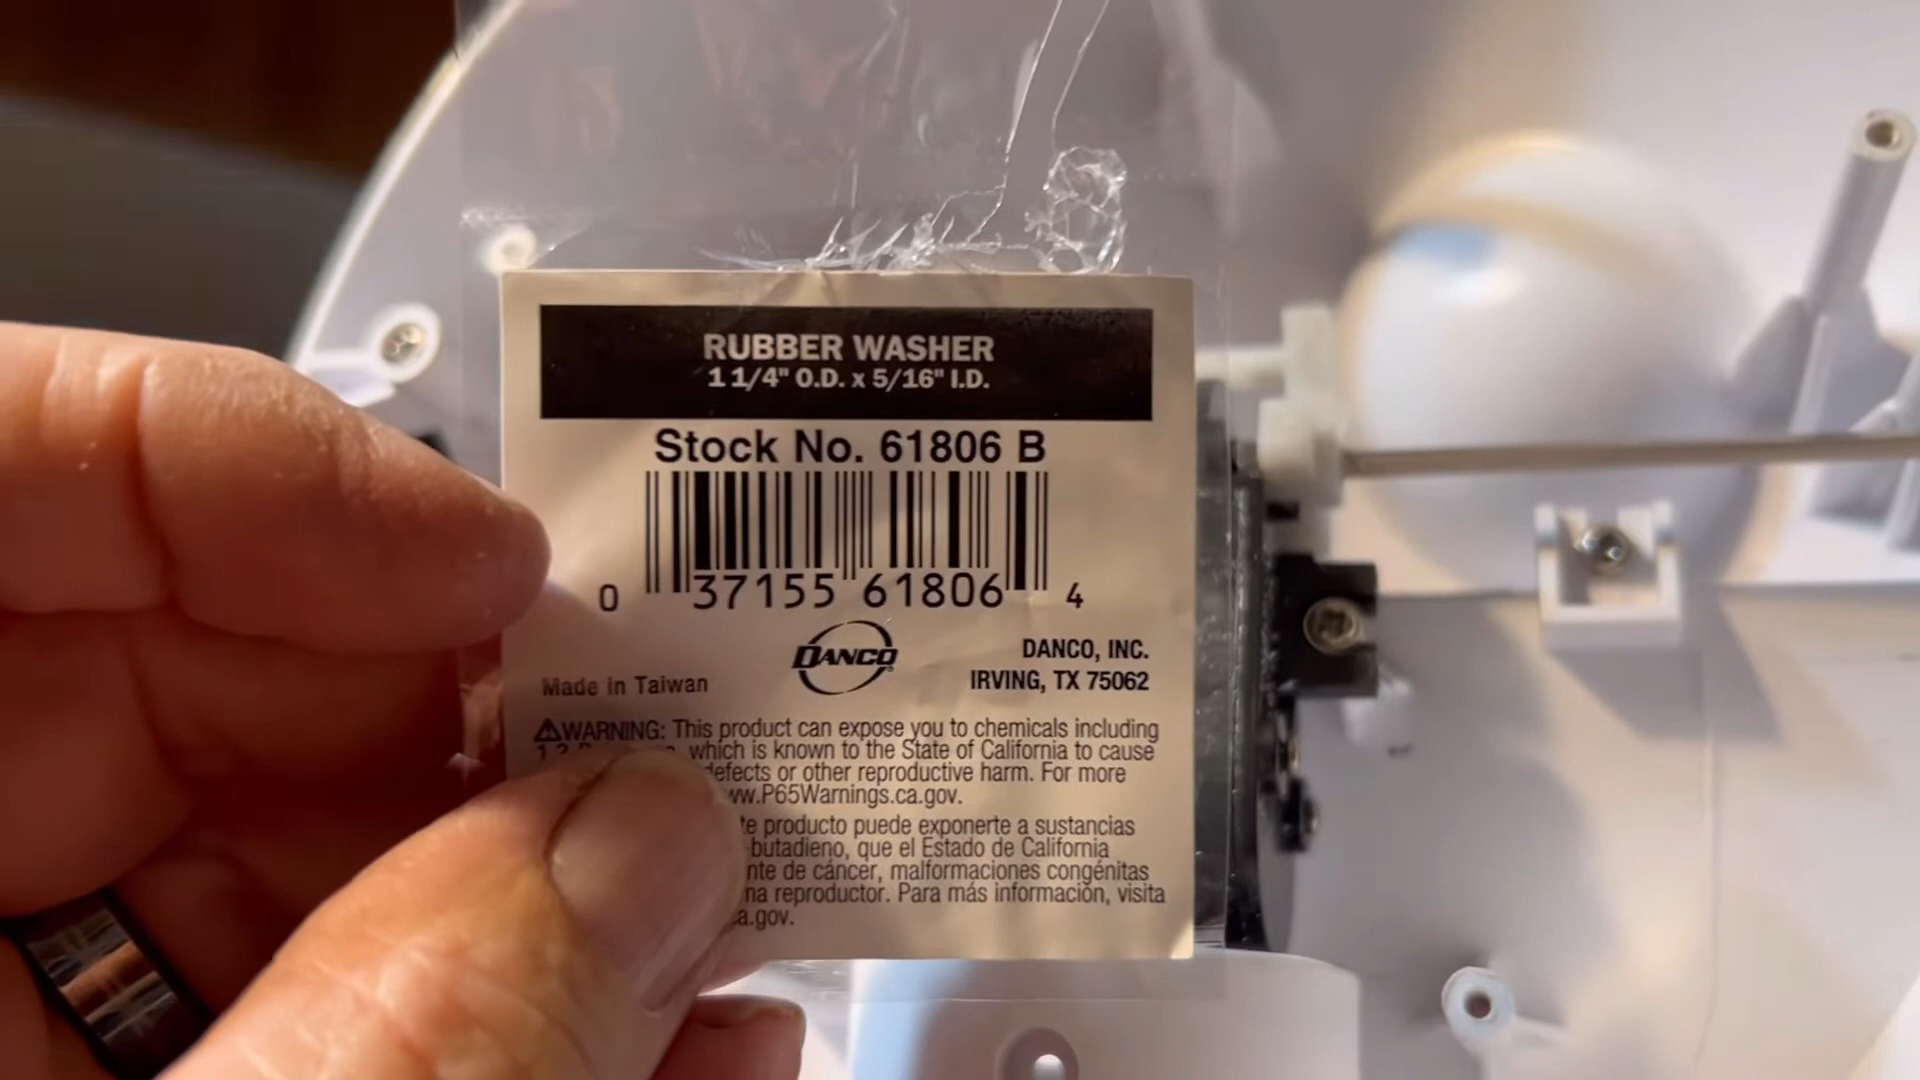 RUBBER WASHER
1 1/4" O.D. x 5/16" I.D.
Stock No. 61806 B
0 37155 61806 4
DANCO
Made in Taiwan
DANCO, INC.
IRVING, TX 75062
WARNING: This product can expose you to chemicals including
which is known to the State of California to cause
defects or other reproductive harm. For more
P65Warnings.ca.gov.
producto puede exponerte a sustancias
butadieno, que el Estado de California
de cáncer, malformaciones congénitas
reproductor. Para más información, visita
.gov.